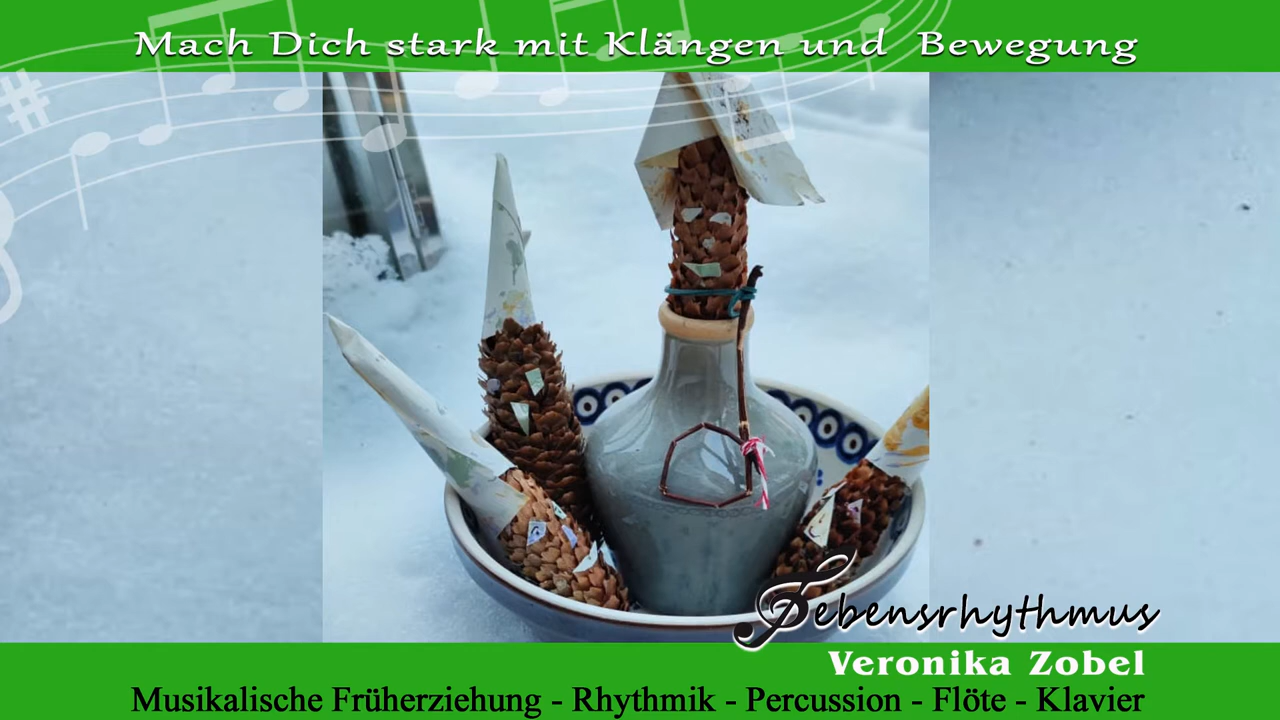 Mach Dich stark mit Klängen und Bewegung
Lebensrhythmus
Veronika Zobel
Musikalische Früherziehung - Rhythmik - Percussion - Flöte - Klavier